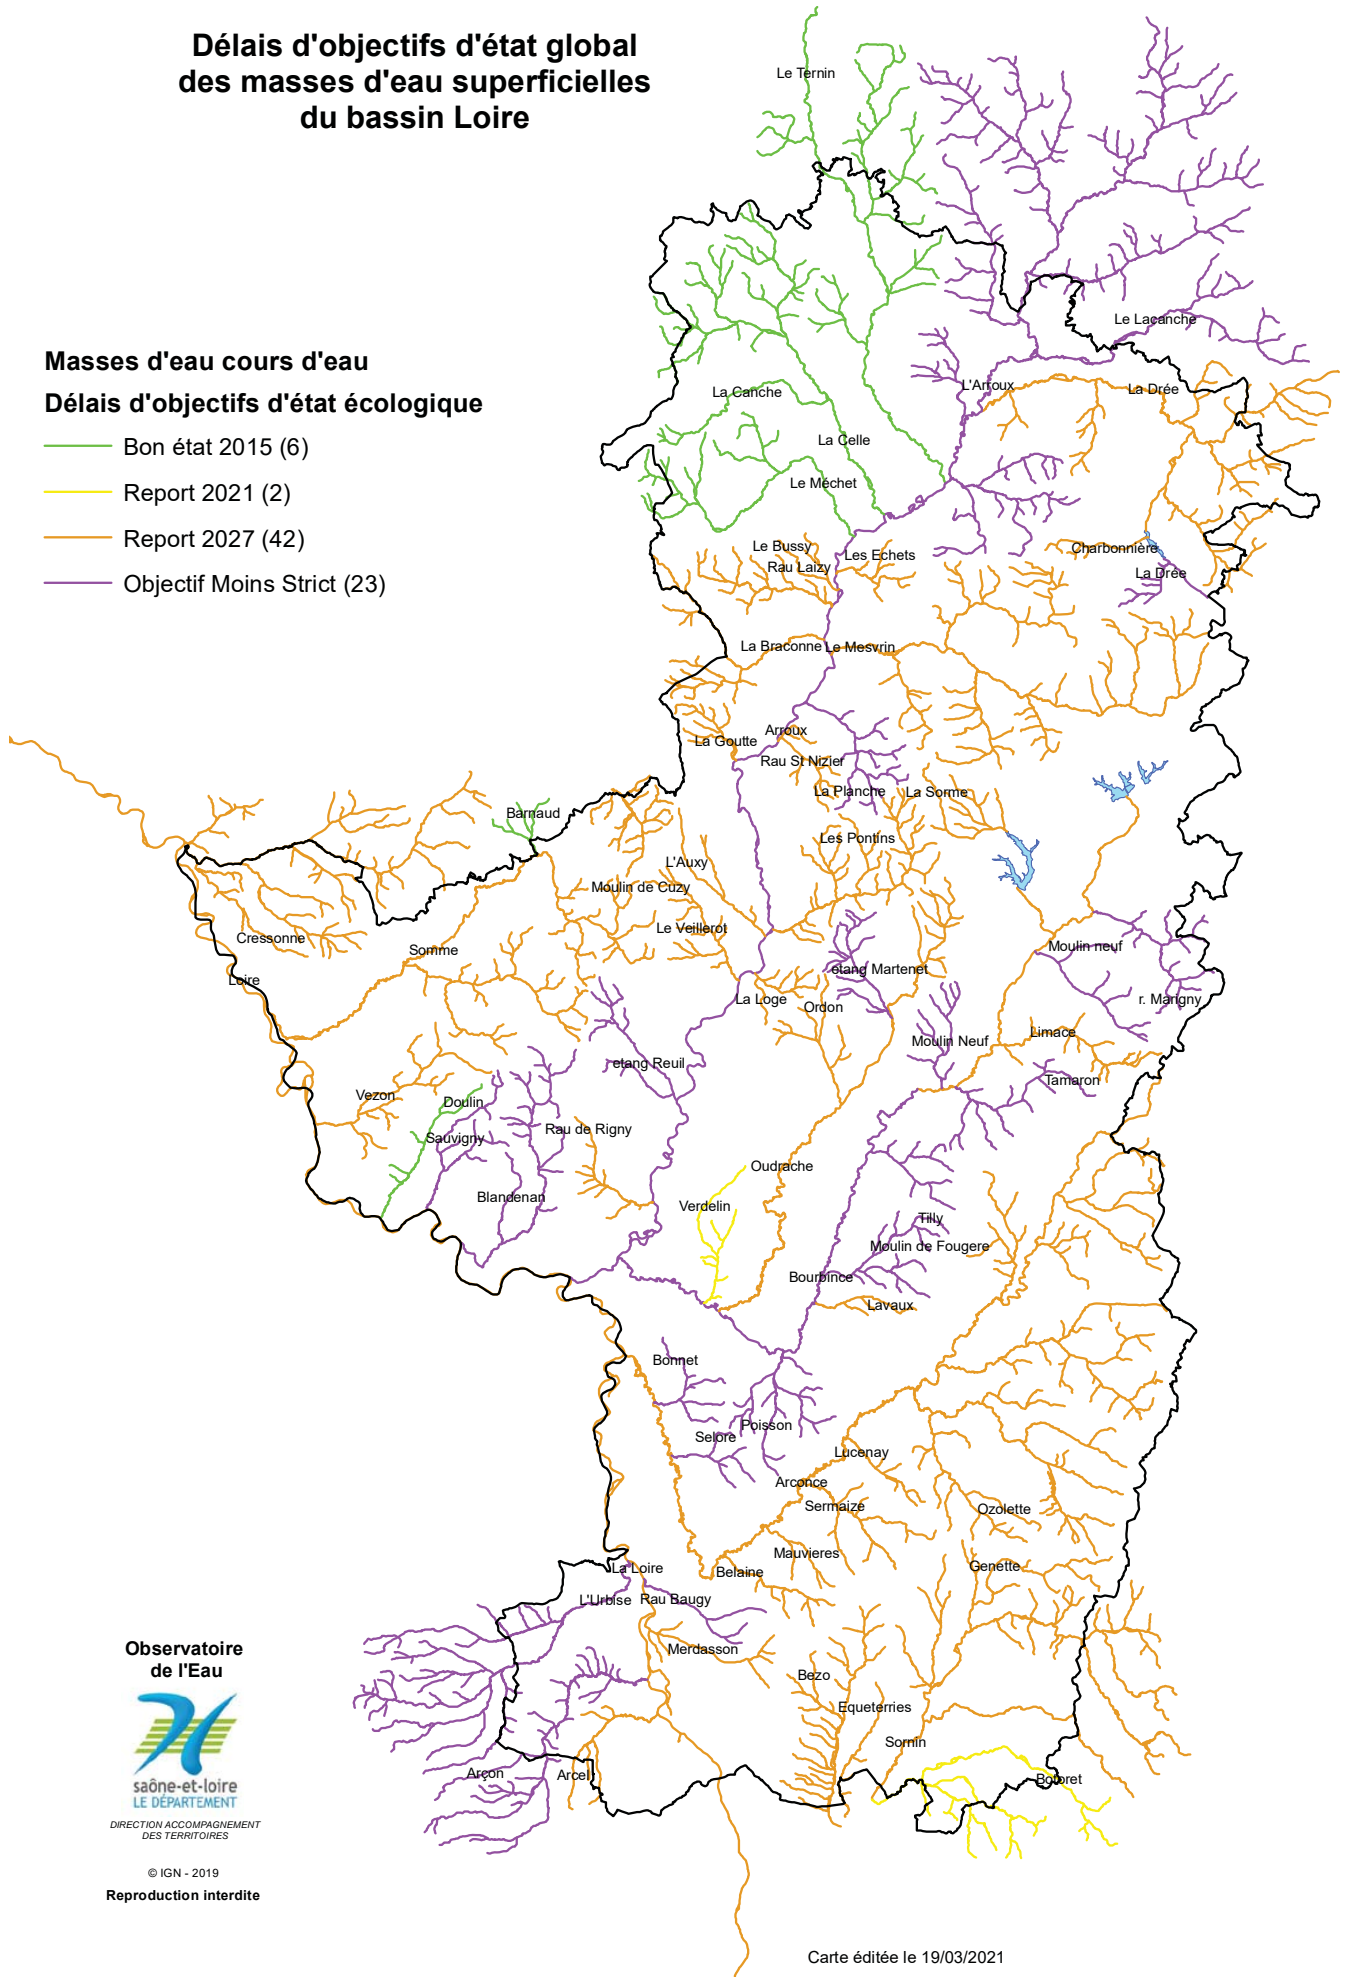 Délais d'objectifs d'état global
des masses d'eau superficielles
du bassin Loire
Masses d'eau cours d'eau
Délais d'objectifs d'état écologique
Bon état 2015 (6)
Report 2021 (2)
Report 2027 (42)
Objectif Moins Strict (23)
Le Ternin
Le Lacanche
L'Arroux
La Drée
La Canche
La Celle
Le Méchet
Le Bussy
Les Echets
Rau Laizy
Charbonnière
La Drée
La Braconne
Le Mesvrin
Arroux
La Goutte
Rau St Nizier
La Planche
La Sorme
Barnaud
Les Pontins
L'Auxy
Moulin de Cuzy
Le Veillerot
Cressonne
Somme
Loire
Moulin neuf
etang Martenet
La Loge
Ordon
r. Marigny
Limace
Moulin Neuf
etang Reuil
Tamaron
Vezon
Doulin
Sauvigny
Rau de Rigny
Oudrache
Blandenan
Verdelin
Tilly
Moulin de Fougere
Bourbince
Lavaux
Bonnet
Poisson
Selore
Lucenay
Arconce
Sermaize
Ozolette
Mauvieres
Genette
Belaine
La Loire
L'Urbise
Rau Baugy
Merdasson
Bezo
Equeterries
Sornin
Arçon
Arcel
Botoret
Observatoire
de l'Eau
saône-et-loire
LE DÉPARTEMENT
DIRECTION ACCOMPAGNEMENT
DES TERRITOIRES
© IGN - 2019
Reproduction interdite
Carte éditée le 19/03/2021